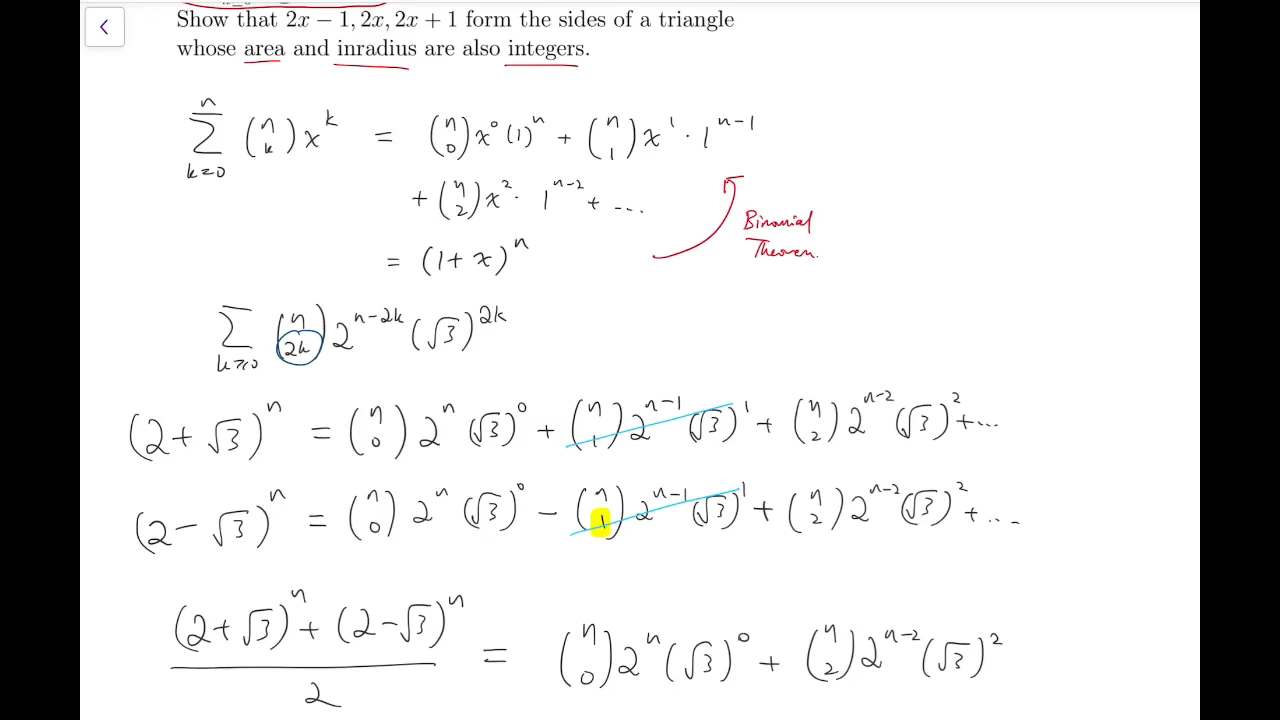 Show that 2x − 1, 2x, 2x + 1 form the sides of a triangle
whose area and inradius are also integers.
n
∑ (n k) x^k = (n 0) x^0 (1)^n + (n 1) x^1 · 1^{n-1}
k=0
+ (n 2) x^2 · 1^{n-2} + ...
Binomial
Theorem.
= (1 + x)^n
∑ (n 2k) 2^{n-2k} (√3)^{2k}
k≥0
(2 + √3)^n = (n 0) 2^n (√3)^0 + (n 1) 2^{n-1} (√3)^1 + (n 2) 2^{n-2} (√3)^2 + ...
(2 − √3)^n = (n 0) 2^n (√3)^0 − (n 1) 2^{n-1} (√3)^1 + (n 2) 2^{n-2} (√3)^2 + ...
(2 + √3)^n + (2 − √3)^n / 2 = (n 0) 2^n (√3)^0 + (n 2) 2^{n-2} (√3)^2